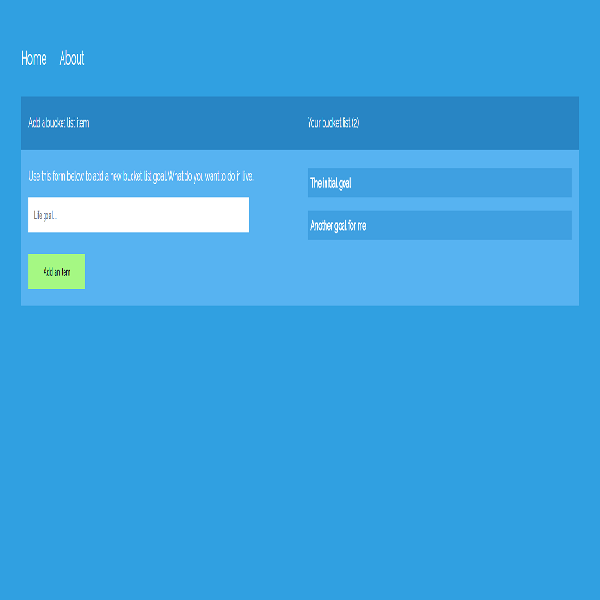 Home About
Add a bucket list item
Your bucket list (2)
Use this form below to add a new bucket list goal. What do you want to do in live.
Life goal...
Add an item
The initial goal
Another goal for me